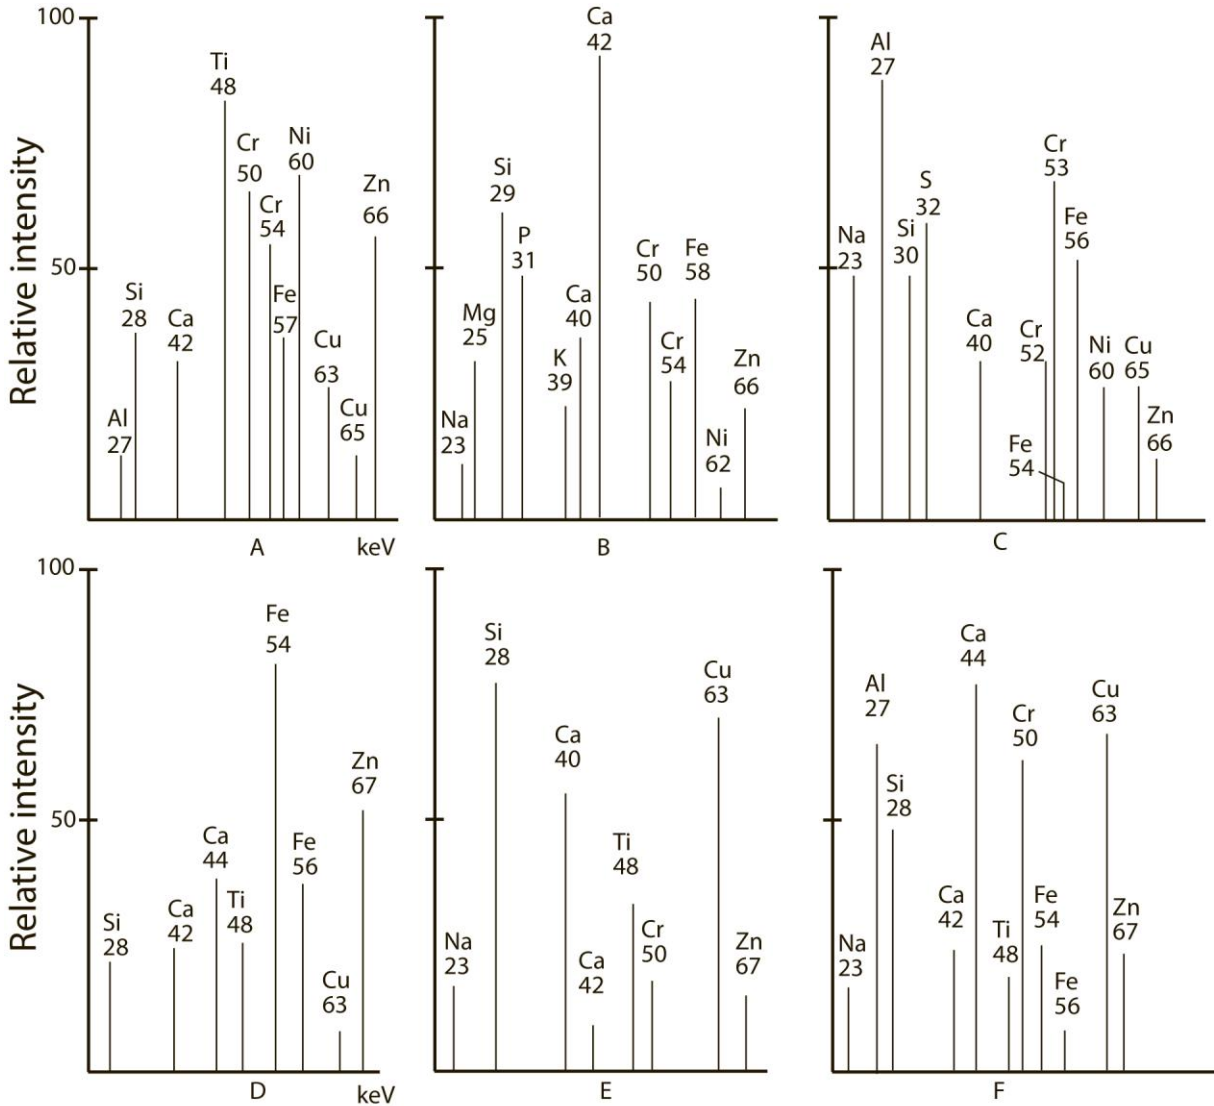 100
50
Relative intensity
Al
27
Si
28
Ca
42
Ti
48
Cr
50
Cr
54
Fe
57
Ni
60
Cu
63
Cu
65
Zn
66
A
keV
Na
23
Mg
25
Si
29
P
31
K
39
Ca
40
Ca
42
Cr
50
Cr
54
Fe
58
Ni
62
Zn
66
B
Na
23
Al
27
Si
30
S
32
Ca
40
Cr
52
Cr
53
Fe
54
Fe
56
Ni
60
Cu
65
Zn
66
C
100
50
Relative intensity
Si
28
Ca
42
Ca
44
Ti
48
Fe
54
Fe
56
Cu
63
Zn
67
D
keV
Na
23
Si
28
Ca
40
Ca
42
Ti
48
Cr
50
Cu
63
Zn
67
E
Na
23
Al
27
Si
28
Ca
42
Ca
44
Ti
48
Cr
50
Fe
54
Fe
56
Cu
63
Zn
67
F